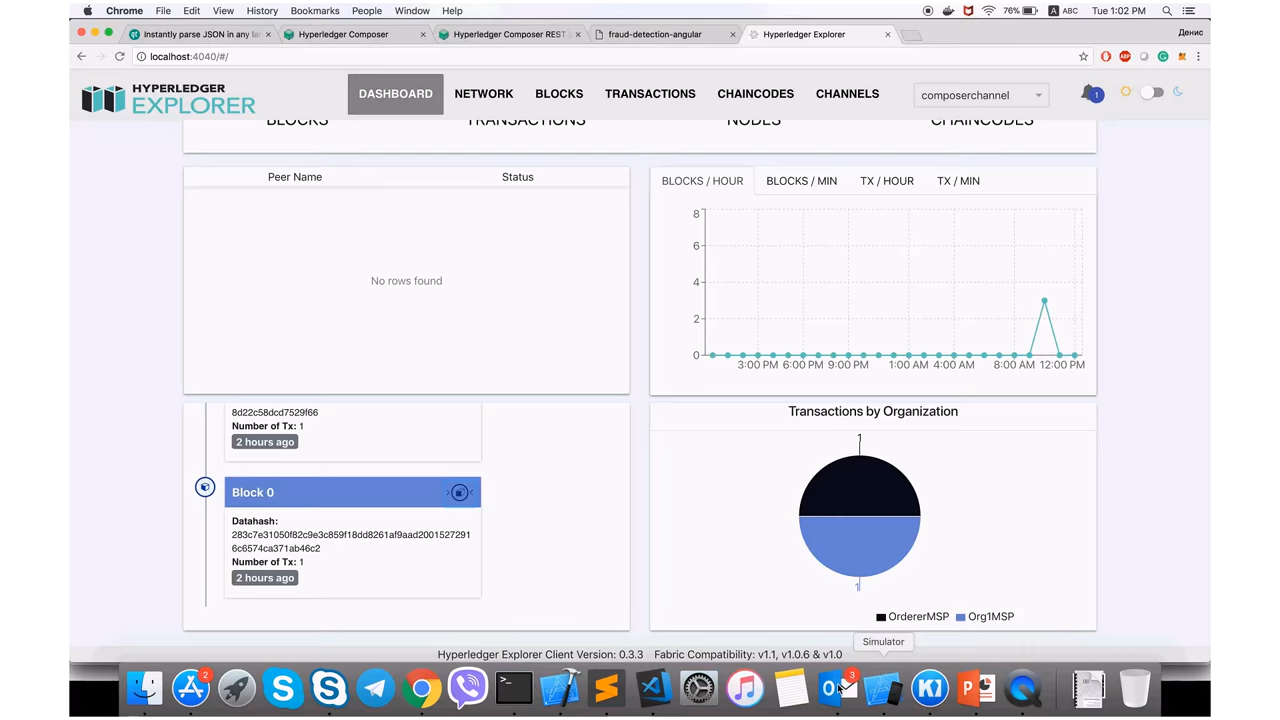 Chrome File Edit View History Bookmarks People Window Help 76% A ABC Tue 1:02 PM
Instantly parse JSON in any la
Hyperledger Composer
Hyperledger Composer REST s
fraud-detection-angular
Hyperledger Explorer
Денис
localhost:4040/#/
HYPERLEDGER
EXPLORER
DASHBOARD NETWORK BLOCKS TRANSACTIONS CHAINCODES CHANNELS
composerchannel
1
BLOCKS TRANSACTIONS NODES CHAINCODES
Peer Name Status
No rows found
BLOCKS / HOUR BLOCKS / MIN TX / HOUR TX / MIN
8
6
4
2
0
3:00 PM 6:00 PM 9:00 PM 1:00 AM 4:00 AM 8:00 AM 12:00 PM
8d22c58dcd7529f66
Number of Tx: 1
2 hours ago
Block 0
Datahash:
283c7e31050f82c9e3c859f18dd8261af9aad2001527291
6c6574ca371ab46c2
Number of Tx: 1
2 hours ago
Transactions by Organization
1
1
OrdererMSP Org1MSP
Simulator
Hyperledger Explorer Client Version: 0.3.3 Fabric Compatibility: v1.1, v1.0.6 & v1.0
2
3